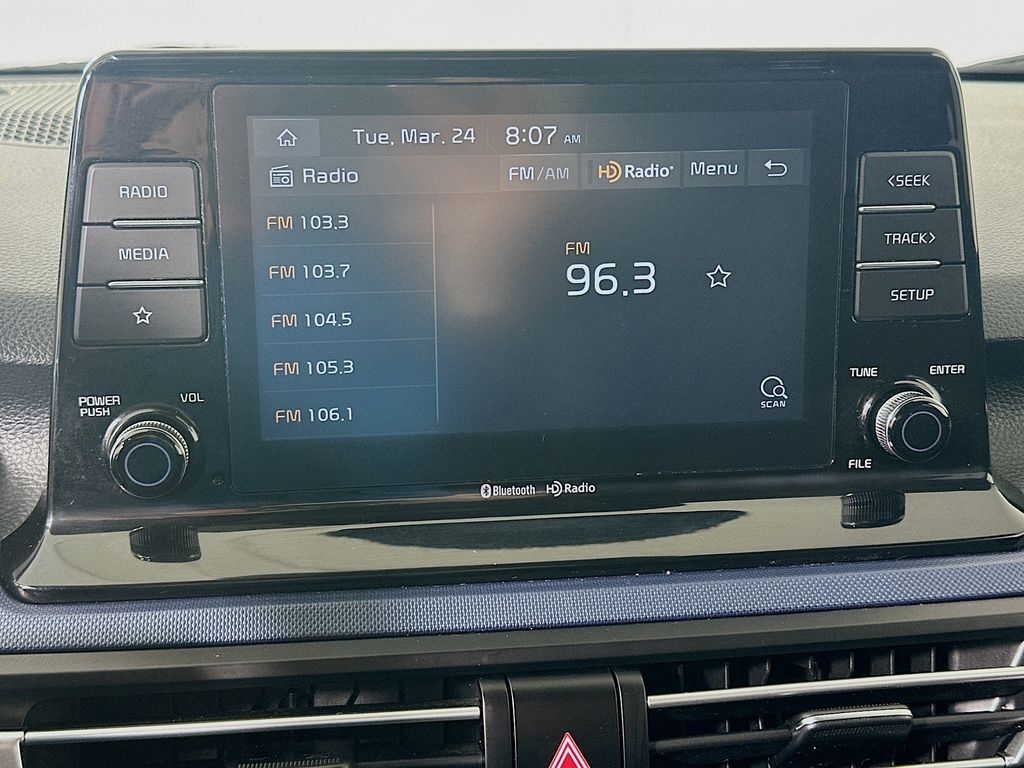 Tue, Mar. 24 8:07 AM
RADIO
Radio FM/AM HD Radio® Menu
<SEEK
FM 103.3
MEDIA
FM 96.3
TRACK>
FM 103.7
SETUP
FM 104.5
FM 105.3
TUNE ENTER
POWER PUSH VOL
SCAN
FM 106.1
FILE
Bluetooth HD Radio